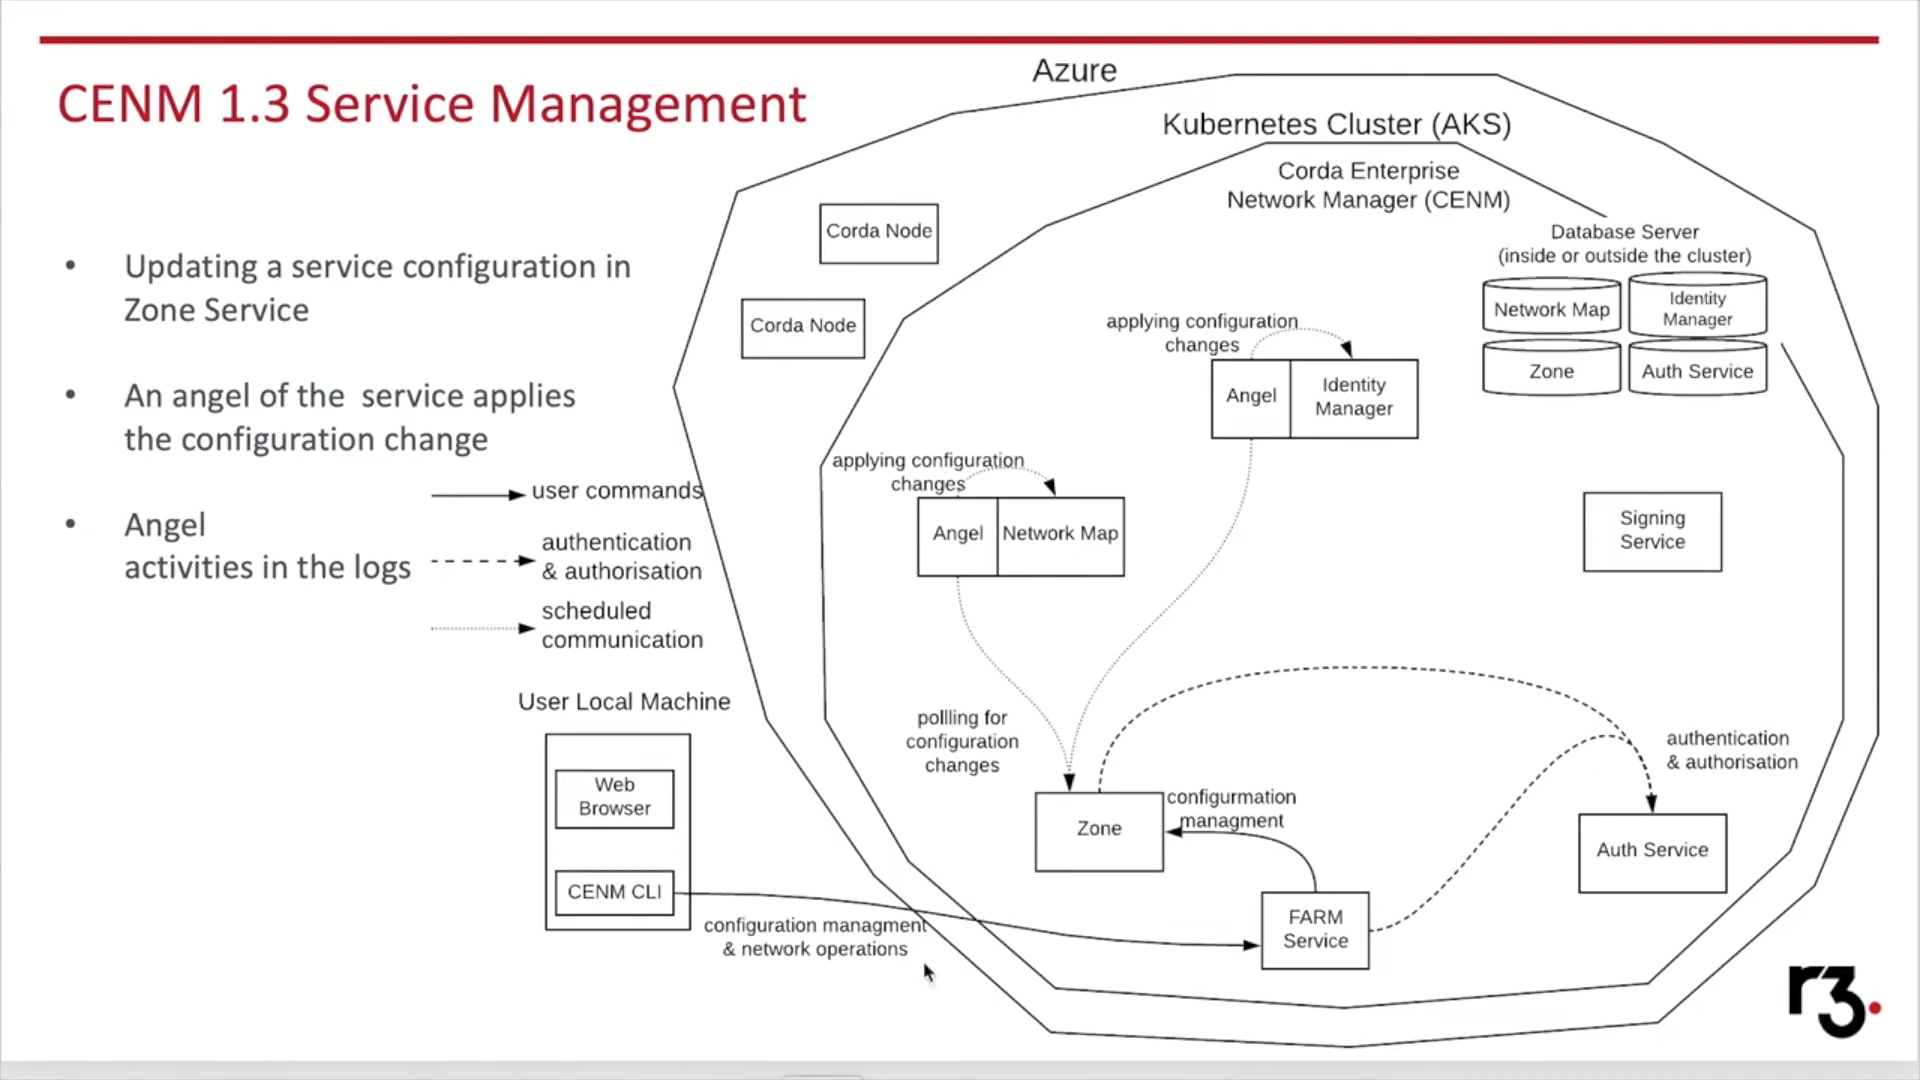 CENM 1.3 Service Management
• Updating a service configuration in
Zone Service
• An angel of the  service applies
the configuration change
• Angel
activities in the logs
user commands
authentication
& authorisation
scheduled
communication
User Local Machine
Web
Browser
CENM CLI
configuration managment
& network operations
Azure
Kubernetes Cluster (AKS)
Corda Enterprise
Network Manager (CENM)
Corda Node
Corda Node
Database Server
(inside or outside the cluster)
Network Map
Identity
Manager
Zone
Auth Service
applying configuration
changes
Angel
Identity
Manager
applying configuration
changes
Angel
Network Map
Signing
Service
pollling for
configuration
changes
Zone
configurmation
managment
authentication
& authorisation
Auth Service
FARM
Service
r3.